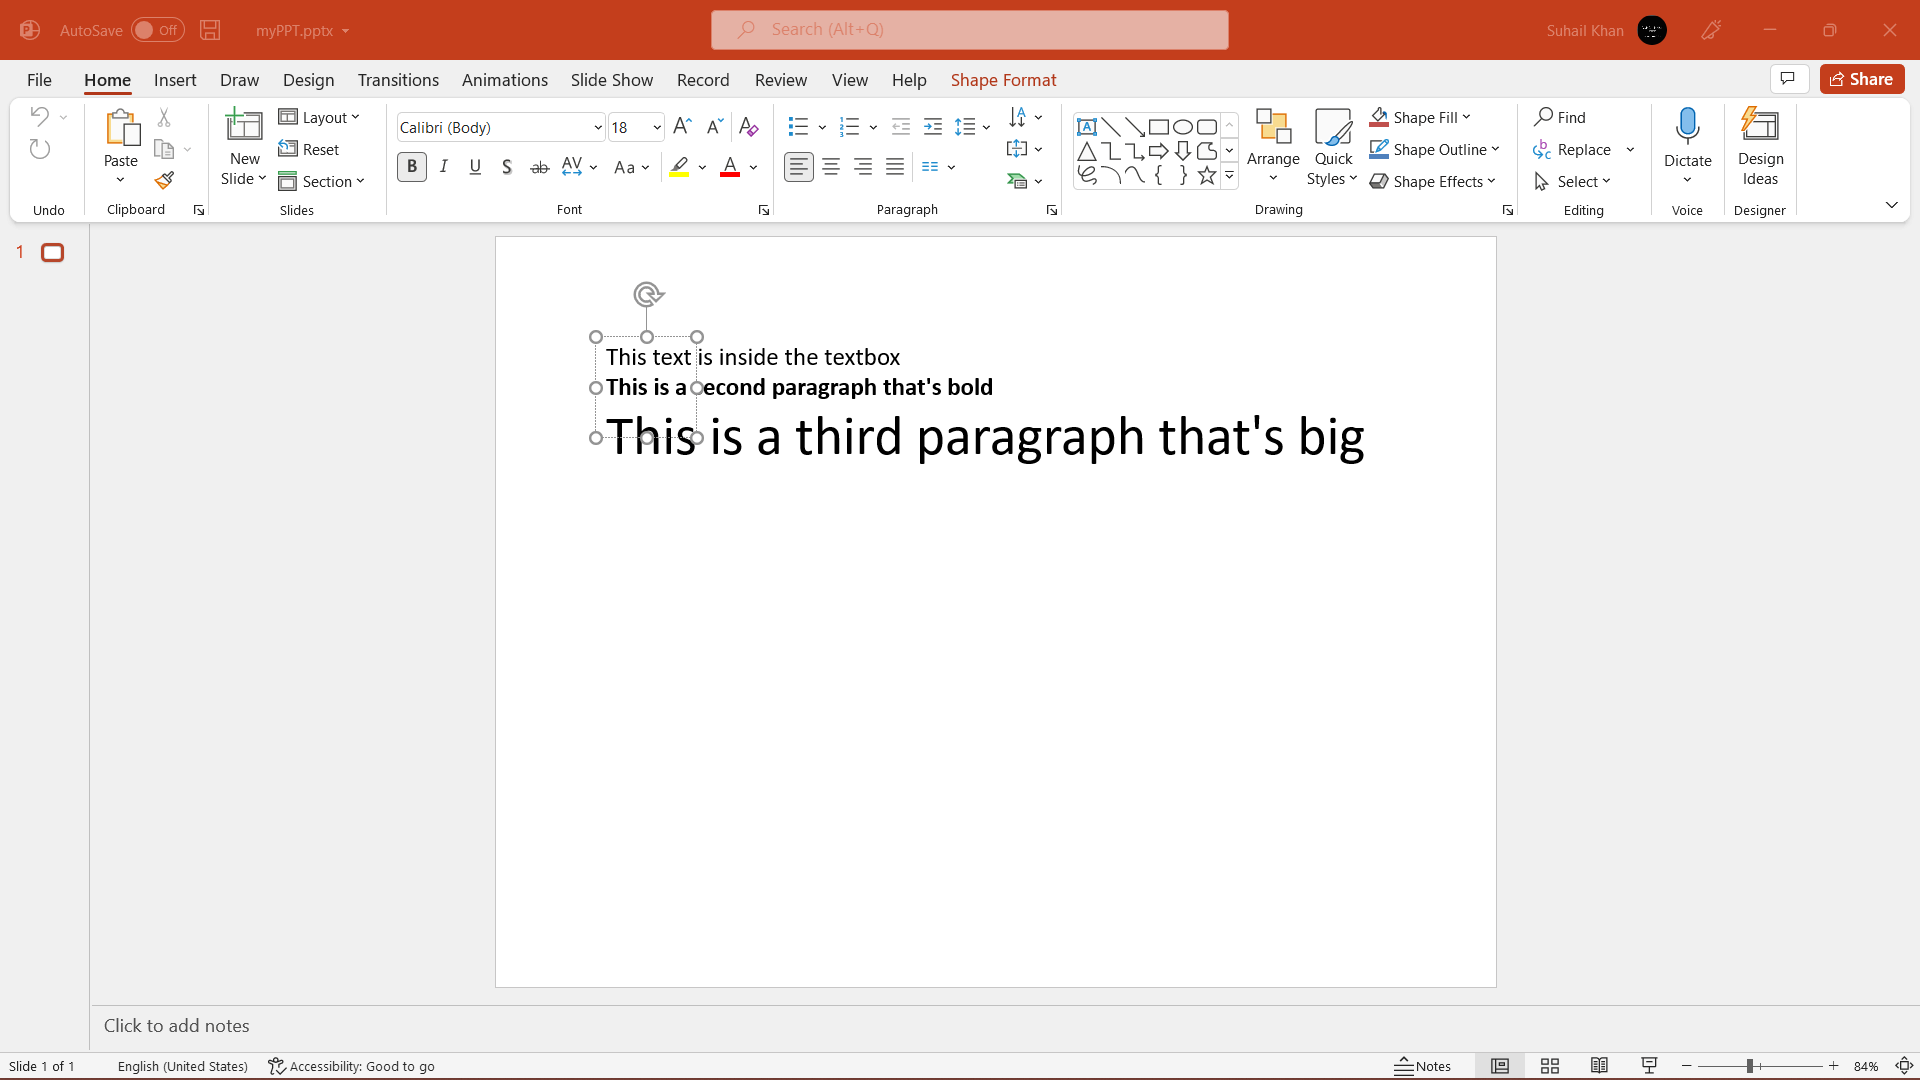 AutoSave Off myPPT.pptx Search (Alt+Q) Suhail Khan
File Home Insert Draw Design Transitions Animations Slide Show Record Review View Help Shape Format Share
Paste
New Slide
Layout
Reset
Section
Calibri (Body) 18
B I U S ab AV Aa A
Arrange
Quick Styles
Shape Fill
Shape Outline
Shape Effects
Find
Replace
Select
Dictate
Design Ideas
Undo Clipboard Slides Font Paragraph Drawing Editing Voice Designer
1
This text is inside the textbox
This is a second paragraph that's bold
This is a third paragraph that's big
Click to add notes
Slide 1 of 1 English (United States) Accessibility: Good to go Notes 84%